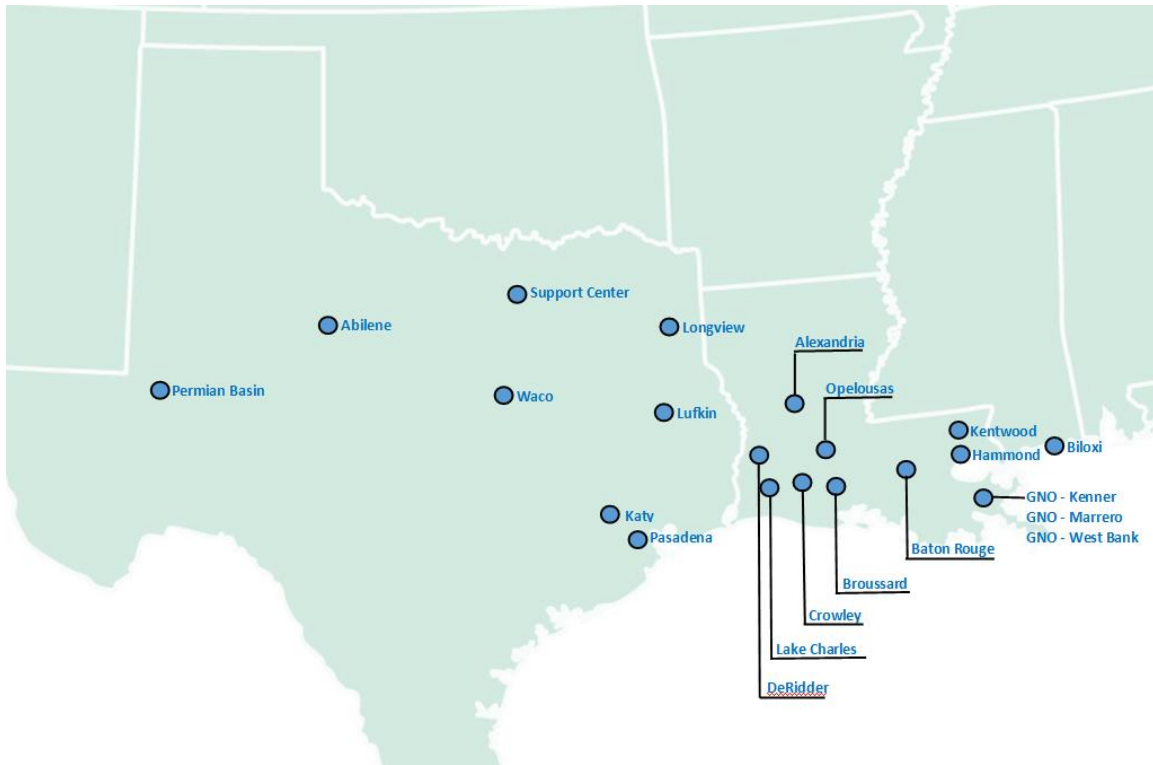 Support Center
Abilene
Longview
Alexandria
Permian Basin
Waco
Opelousas
Lufkin
Kentwood
Hammond
Biloxi
GNO - Kenner
GNO - Marrero
GNO - West Bank
Katy
Pasadena
Baton Rouge
Broussard
Crowley
Lake Charles
DeRidder